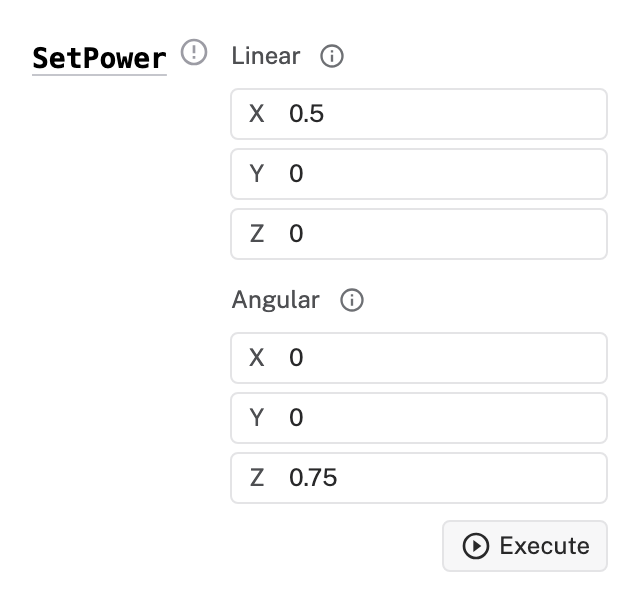 SetPower Linear
X 0.5
Y 0
Z 0
Angular
X 0
Y 0
Z 0.75
Execute